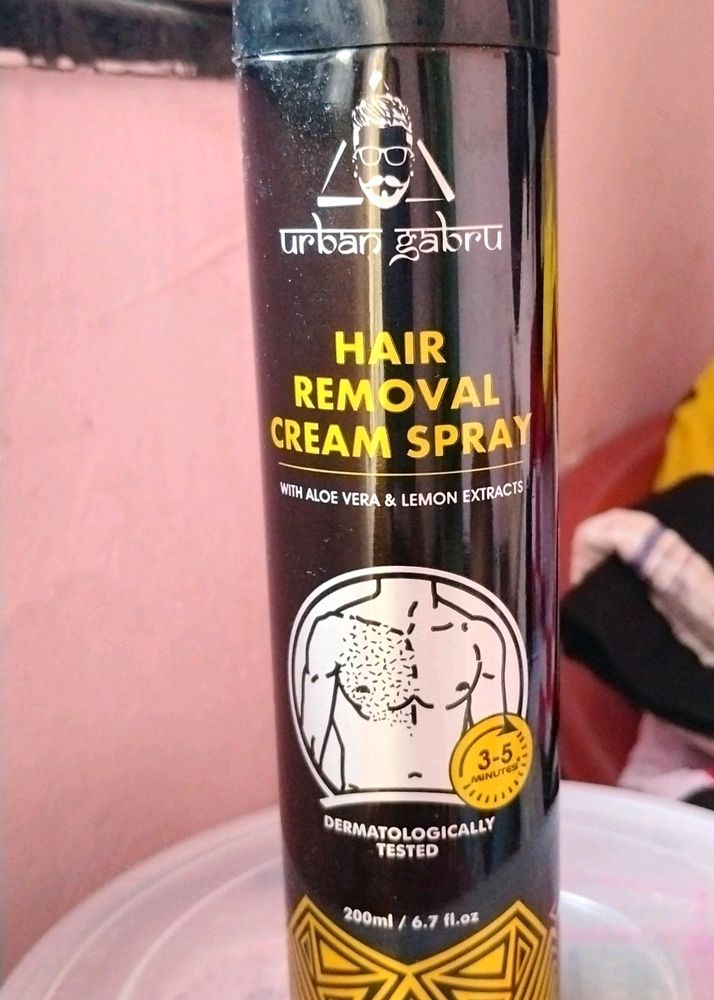 urban gabru
HAIR
REMOVAL
CREAM SPRAY
WITH ALOE VERA & LEMON EXTRACTS
3-5
MINUTES
DERMATOLOGICALLY
TESTED
200ml / 6.7 fl.oz